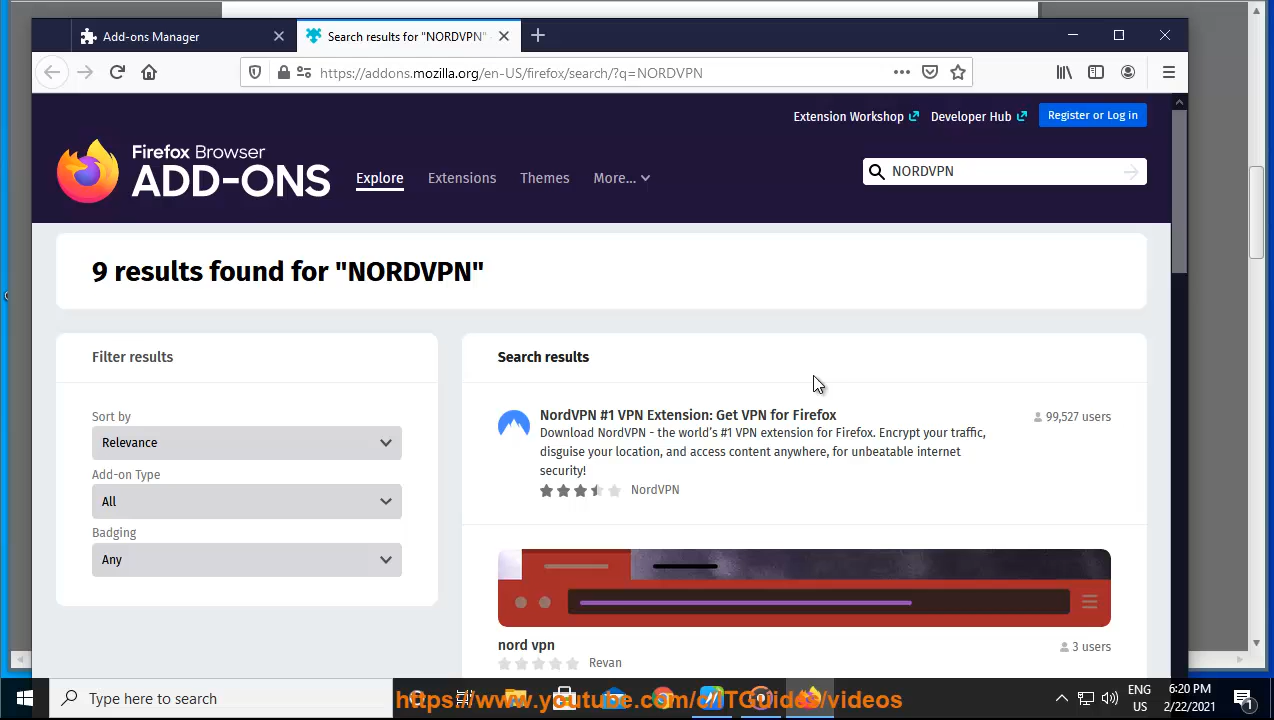 Add-ons Manager
Search results for "NORDVPN" -
https://addons.mozilla.org/en-US/firefox/search/?q=NORDVPN
Extension Workshop
Developer Hub
Register or Log in
Firefox Browser
ADD-ONS
Explore
Extensions
Themes
More...
NORDVPN
9 results found for "NORDVPN"
Filter results
Sort by
Relevance
Add-on Type
All
Badging
Any
Search results
NordVPN #1 VPN Extension: Get VPN for Firefox
99,527 users
Download NordVPN - the world's #1 VPN extension for Firefox. Encrypt your traffic,
disguise your location, and access content anywhere, for unbeatable internet
security!
NordVPN
nord vpn
3 users
Revan
Type here to search
https://www.youtube.com/c/ITGuides/videos
ENG
US
6:20 PM
2/22/2021
1